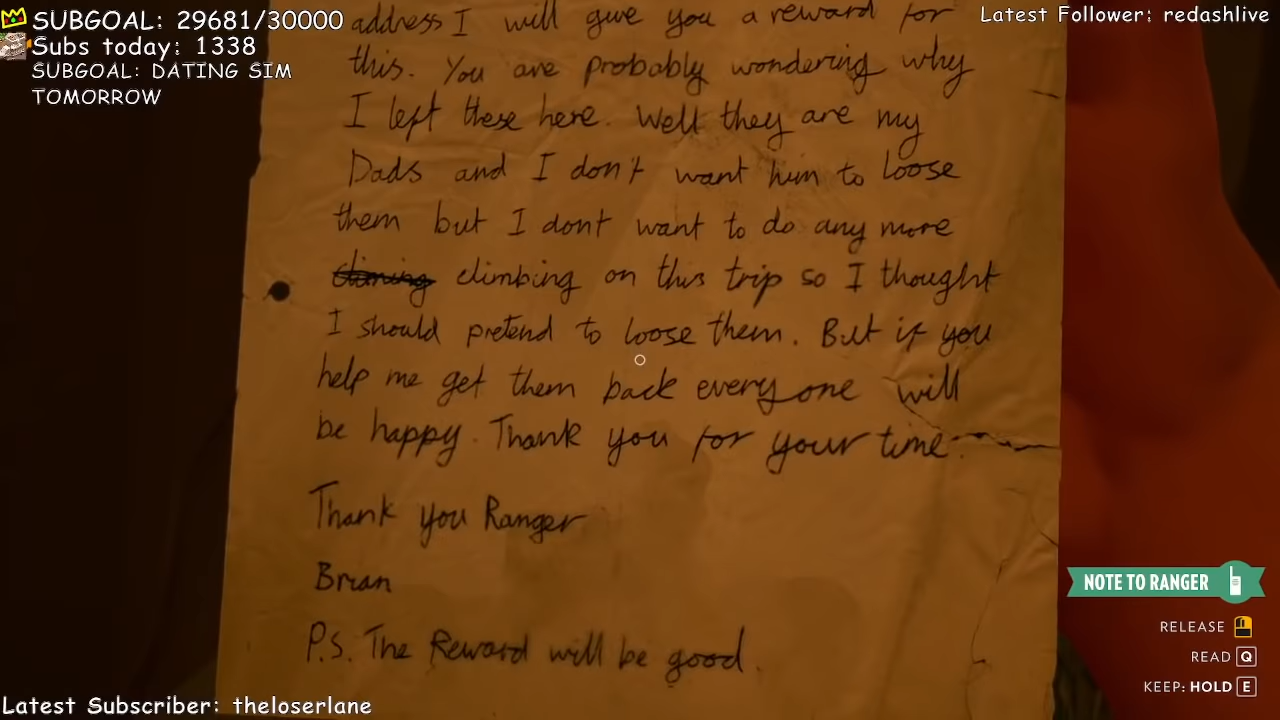 SUBGOAL: 29681/30000
Subs today: 1338
SUBGOAL: DATING SIM
TOMORROW
Latest Follower: redashlive
address I will give you a reward for
this. You are probably wondering why
I left these here. Well they are my
Dads and I don't want him to loose
them but I dont want to do any more
climing climbing on this trip so I thought
I should pretend to loose them. But if you
help me get them back every one will
be happy. Thank you for your time.
Thank you Ranger
Brian
P.S. The Reward will be good.
NOTE TO RANGER
RELEASE
READ Q
KEEP: HOLD E
Latest Subscriber: theloserlane